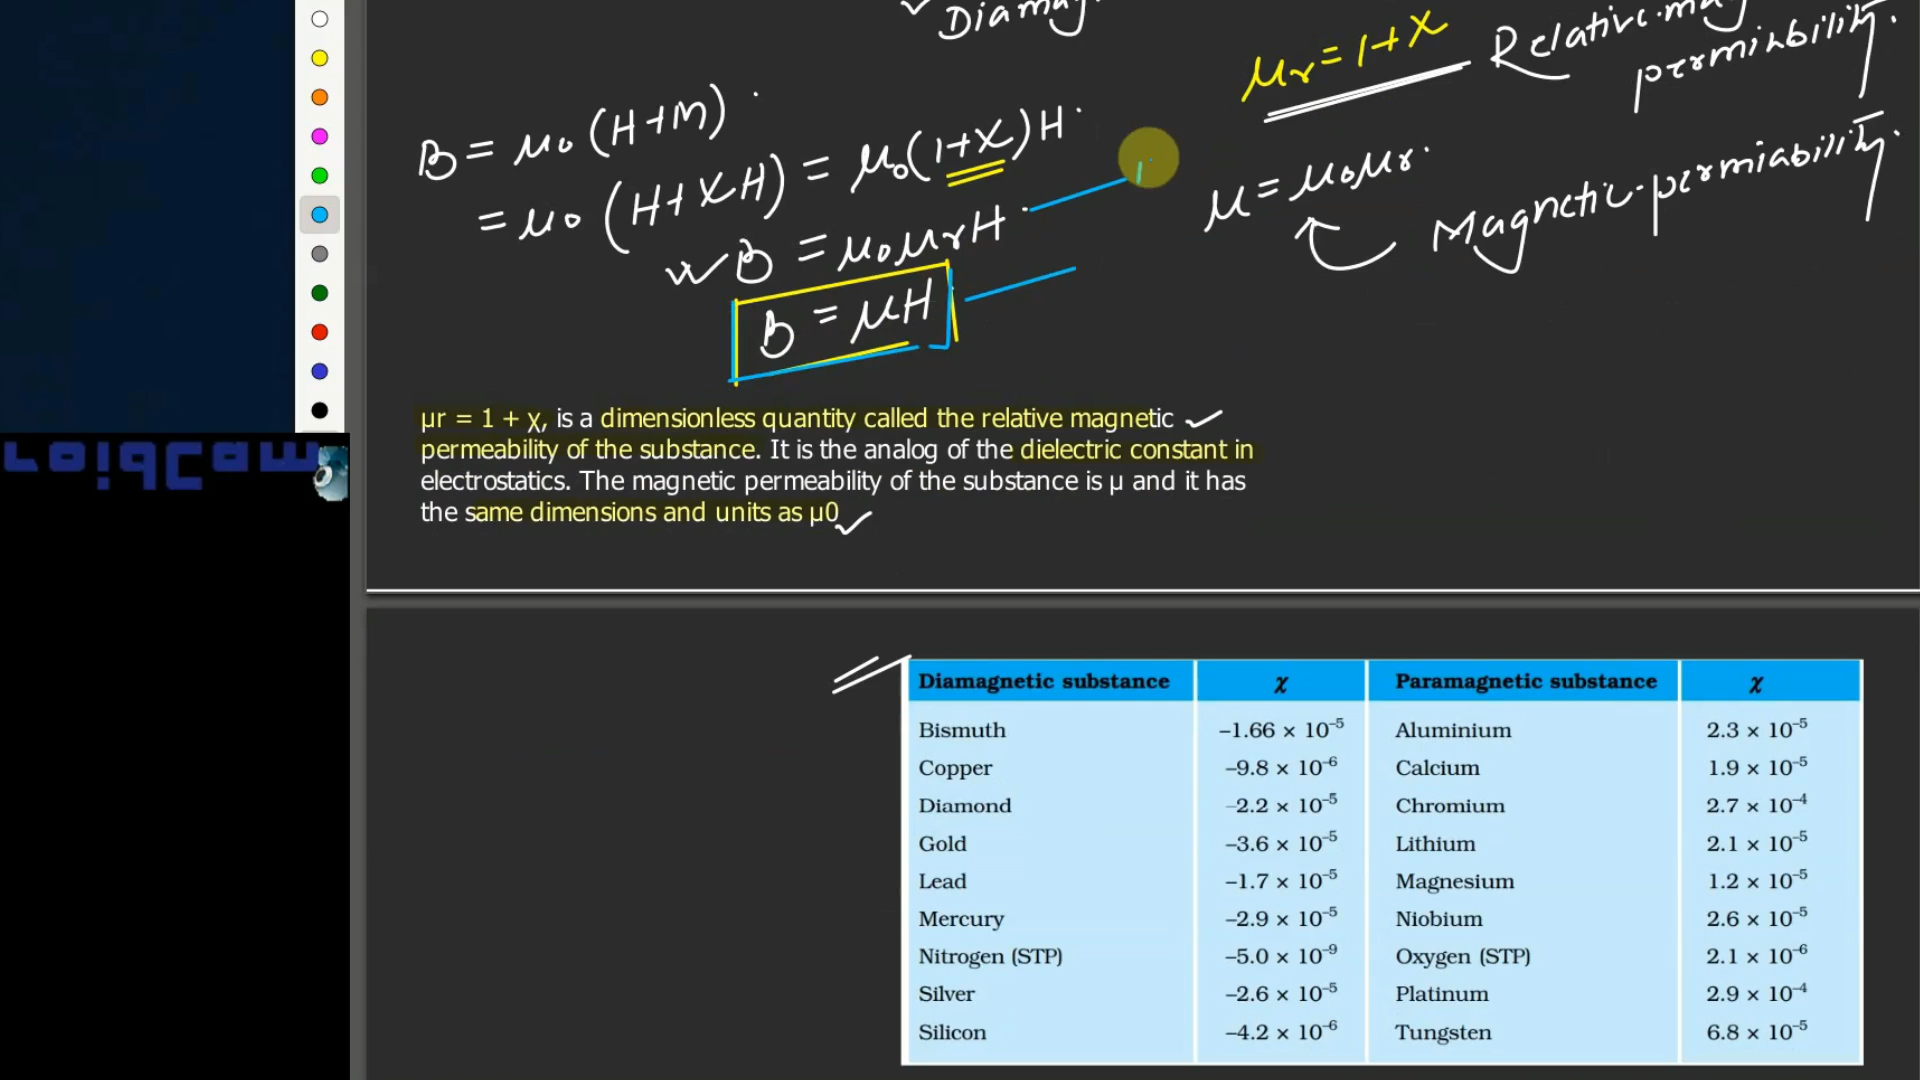 Diamag
μr = 1+χ Relative.mag
permiability.
B = μ0 (H+M)
= μ0 (H+χH) = μ0(1+χ)H
B = μ0μrH
B = μH
μ = μ0μr.
Magnetic.permiability.
μr = 1 + χ, is a dimensionless quantity called the relative magnetic
permeability of the substance. It is the analog of the dielectric constant in
electrostatics. The magnetic permeability of the substance is μ and it has
the same dimensions and units as μ0
Diamagnetic substance χ Paramagnetic substance χ
Bismuth –1.66 × 10⁻⁵ Aluminium 2.3 × 10⁻⁵
Copper –9.8 × 10⁻⁶ Calcium 1.9 × 10⁻⁵
Diamond –2.2 × 10⁻⁵ Chromium 2.7 × 10⁻⁴
Gold –3.6 × 10⁻⁵ Lithium 2.1 × 10⁻⁵
Lead –1.7 × 10⁻⁵ Magnesium 1.2 × 10⁻⁵
Mercury –2.9 × 10⁻⁵ Niobium 2.6 × 10⁻⁵
Nitrogen (STP) –5.0 × 10⁻⁹ Oxygen (STP) 2.1 × 10⁻⁶
Silver –2.6 × 10⁻⁵ Platinum 2.9 × 10⁻⁴
Silicon –4.2 × 10⁻⁶ Tungsten 6.8 × 10⁻⁵